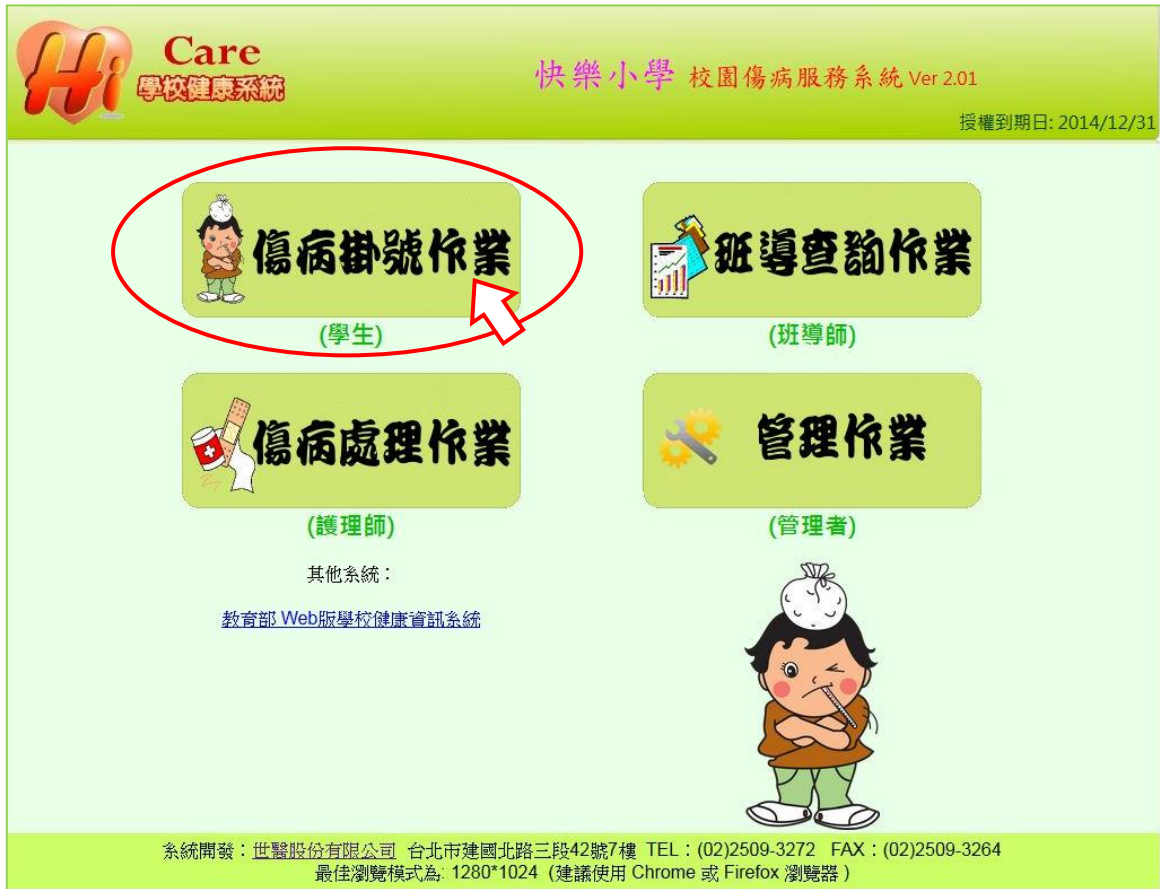 Hi Care
學校健康系統
快樂小學 校園傷病服務系統 Ver 2.01
授權到期日: 2014/12/31
傷病掛號作業
(學生)
班導查詢作業
(班導師)
傷病處理作業
(護理師)
管理作業
(管理者)
其他系統：
教育部 Web版學校健康資訊系統
系統開發：世醫股份有限公司 台北市建國北路三段42號7樓 TEL：(02)2509-3272 FAX：(02)2509-3264
最佳瀏覽模式為: 1280*1024 (建議使用 Chrome 或 Firefox 瀏覽器 )